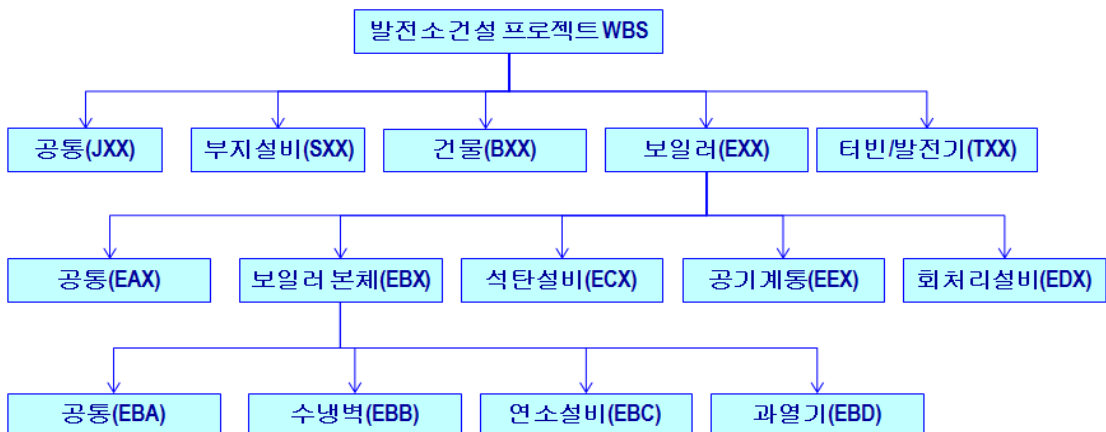 발전소건설 프로젝트 WBS
공통(JXX)
부지설비(SXX)
건물(BXX)
보일러(EXX)
터빈/발전기(TXX)
공통(EAX)
보일러본체(EBX)
석탄설비(ECX)
공기계통(EEX)
회처리설비(EDX)
공통(EBA)
수냉벽(EBB)
연소설비(EBC)
과열기(EBD)